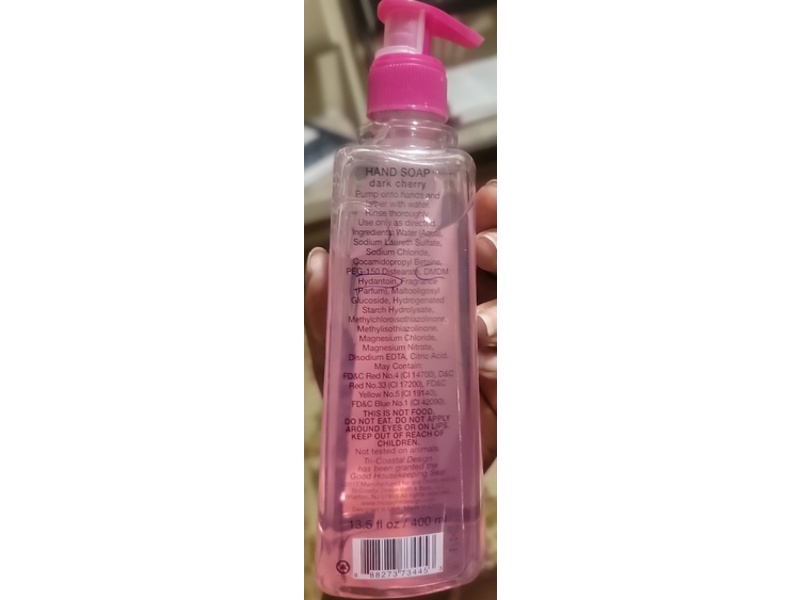 HAND SOAP
dark cherry
Pump onto hands and
lather with water.
Rinse thoroughly.
Use only as directed.
Ingredients: Water (Aqua),
Sodium Laureth Sulfate,
Sodium Chloride,
Cocamidopropyl Betaine,
PEG-150 Distearate, DMDM
Hydantoin, Fragrance
(Parfum), Maltooligosyl
Glucoside, Hydrogenated
Starch Hydrolysate,
Methylchloroisothiazolinone,
Methylisothiazolinone,
Magnesium Chloride,
Magnesium Nitrate,
Disodium EDTA, Citric Acid.
May Contain:
FD&C Red No.4 (CI 14700), D&C
Red No.33 (CI 17200), FD&C
Yellow No.5 (CI 19140),
FD&C Blue No.1 (CI 42090).
THIS IS NOT FOOD.
DO NOT EAT. DO NOT APPLY
AROUND EYES OR ON LIPS.
KEEP OUT OF REACH OF
CHILDREN.
Not tested on animals.
Tri-Coastal Design
has been granted the
Good Housekeeping Seal
13.5 fl oz / 400 ml
8 88273 73445 3